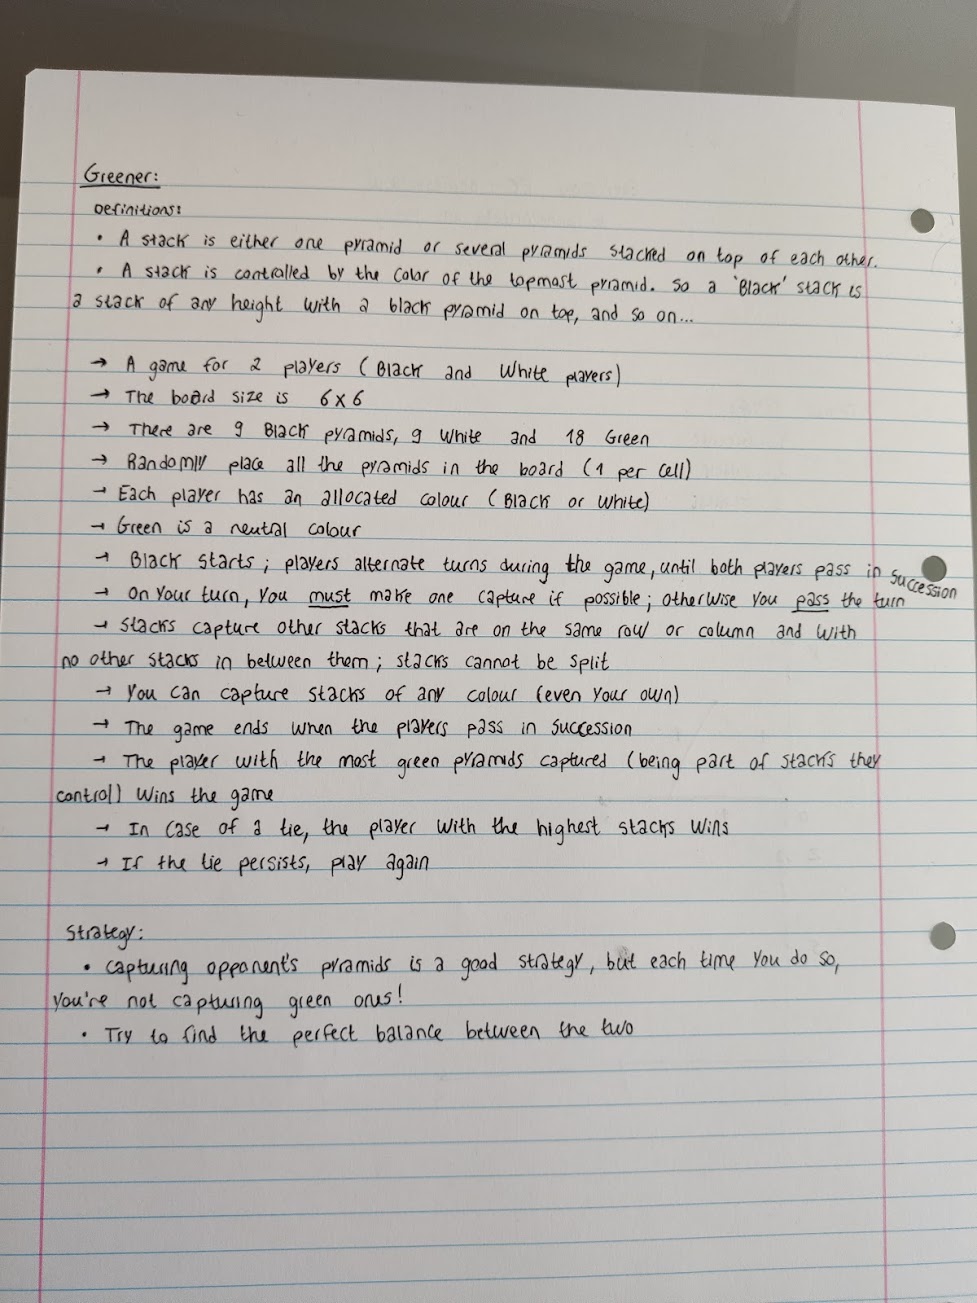 Greener:
Definitions:
• A stack is either one pyramid or several pyramids stacked on top of each other.
• A stack is controlled by the color of the topmost pyramid. So a 'Black' stack is
a stack of any height with a black pyramid on top, and so on...
→ A game for 2 players (Black and White players)
→ The board size is 6x6
→ There are 9 Black pyramids, 9 White and 18 Green
→ Randomly place all the pyramids in the board (1 per cell)
→ Each player has an allocated colour (Black or White)
→ Green is a neutral colour
→ Black starts; players alternate turns during the game, until both players pass in succession
→ On your turn, you must make one capture if possible; otherwise you pass the turn
→ Stacks capture other stacks that are on the same row or column and with
no other stacks in between them; stacks cannot be split
→ You can capture stacks of any colour (even your own)
→ The game ends when the players pass in succession
→ The player with the most green pyramids captured (being part of stacks they
control) wins the game
→ In case of a tie, the player with the highest stacks wins
→ If the tie persists, play again
Strategy:
• Capturing opponent's pyramids is a good strategy, but each time you do so,
you're not capturing green ones!
• Try to find the perfect balance between the two